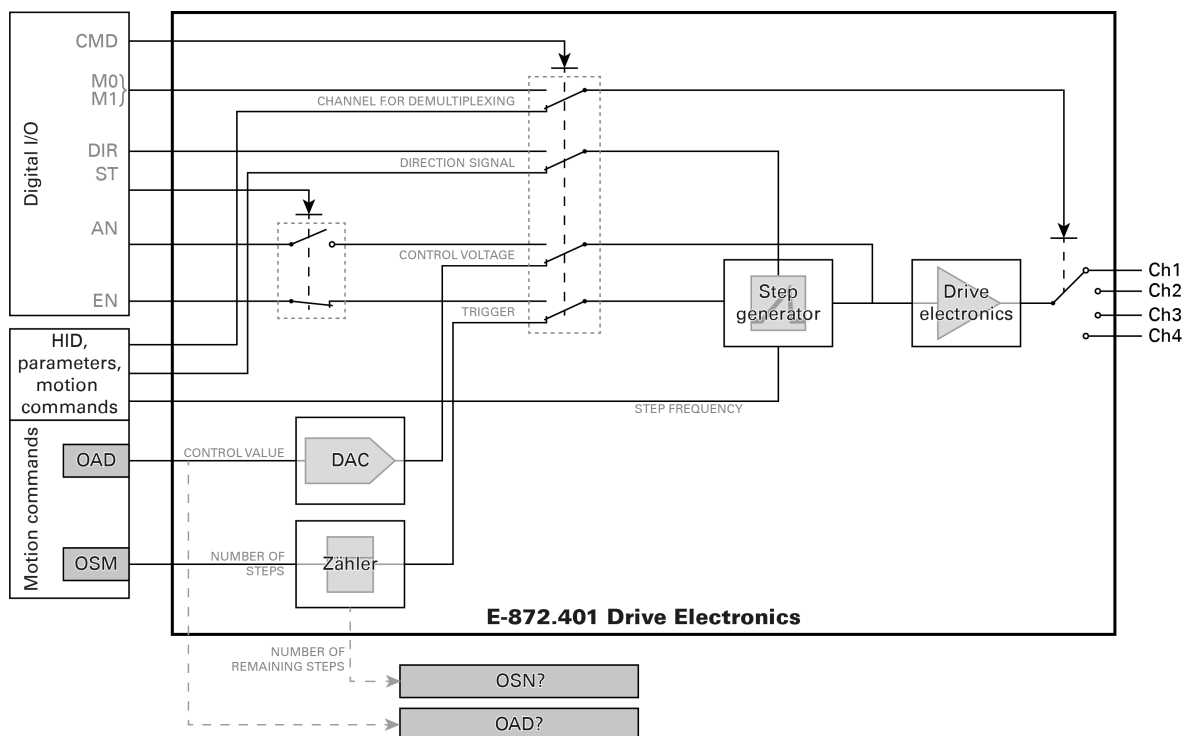 CMD
M0
M1
CHANNEL FOR DEMULTIPLEXING
Digital I/O
DIR
DIRECTION SIGNAL
ST
AN
CONTROL VOLTAGE
EN
TRIGGER
Step
generator
Drive
electronics
Ch1
Ch2
Ch3
Ch4
HID,
parameters,
motion
commands
STEP FREQUENCY
Motion commands
OAD
CONTROL VALUE
DAC
OSM
NUMBER OF
STEPS
Zähler
E-872.401 Drive Electronics
NUMBER OF
REMAINING STEPS
OSN?
OAD?